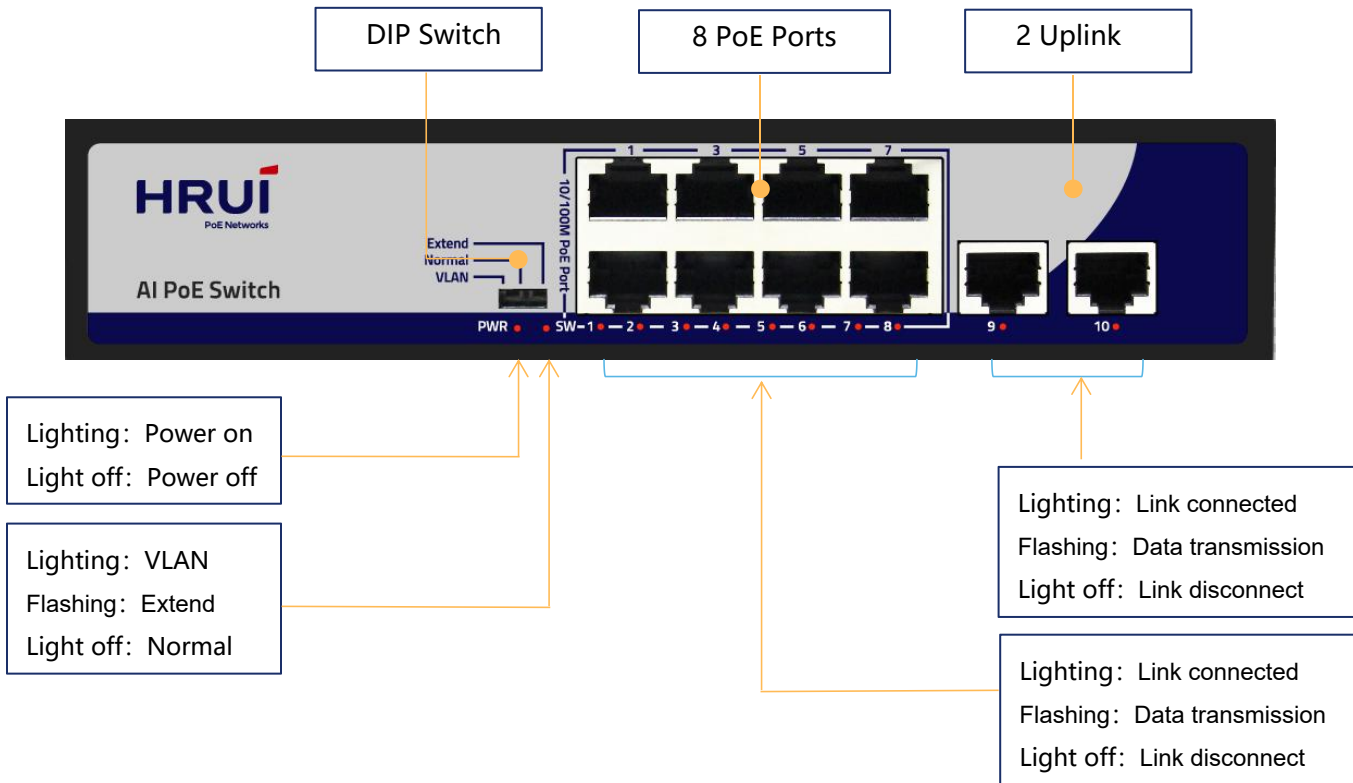 DIP Switch
8 PoE Ports
2 Uplink
HRUI
PoE Networks
AI PoE Switch
Extend
Normal
VLAN
10/100M PoE Port
1 3 5 7
PWR SW-1 2 3 4 5 6 7 8 9 10
Lighting: Power on
Light off: Power off
Lighting: VLAN
Flashing: Extend
Light off: Normal
Lighting: Link connected
Flashing: Data transmission
Light off: Link disconnect
Lighting: Link connected
Flashing: Data transmission
Light off: Link disconnect